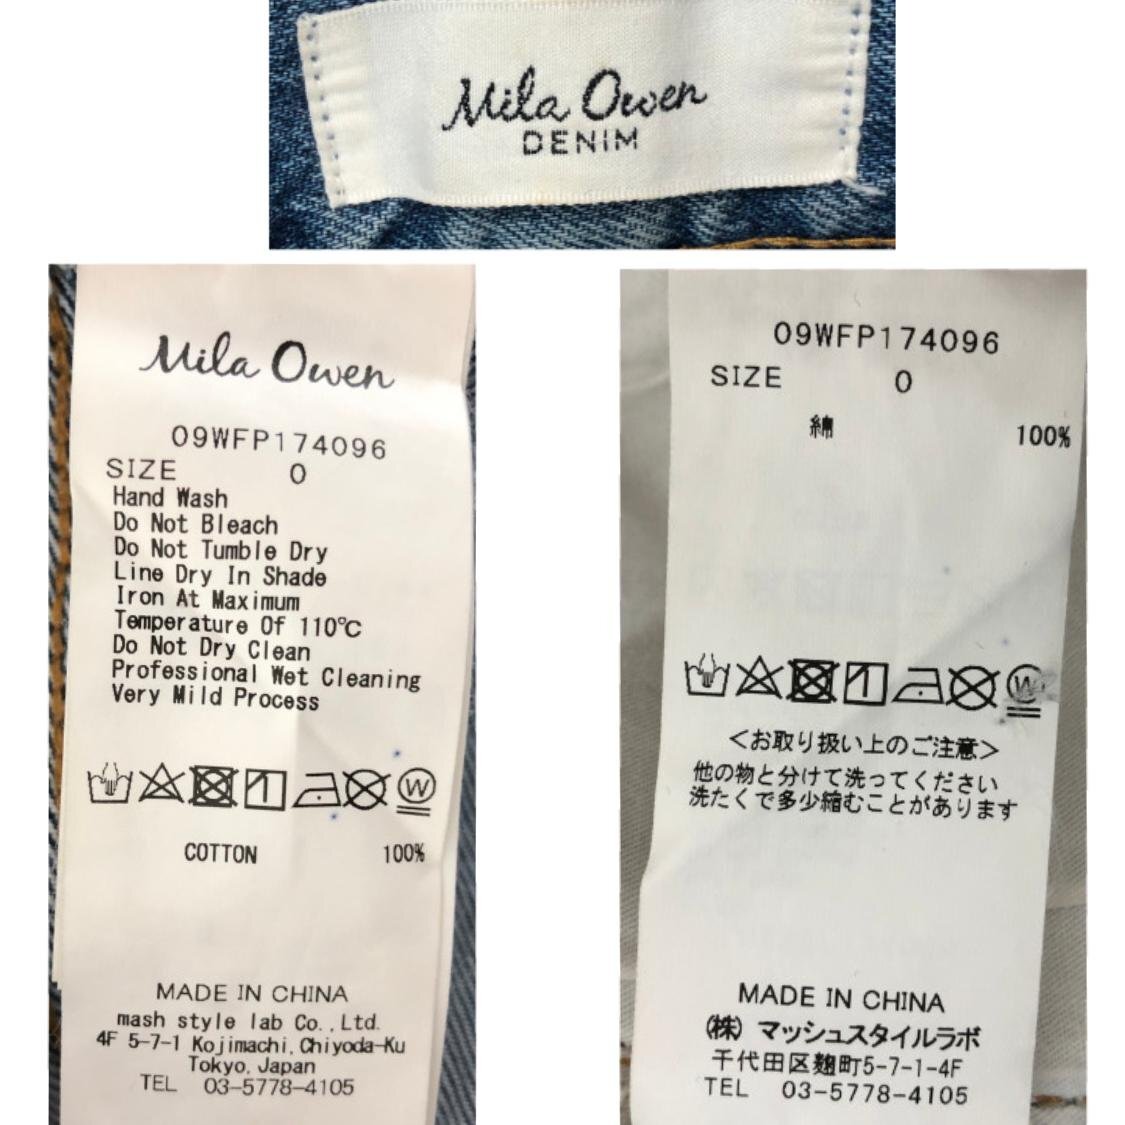 Mila Owen
DENIM
Mila Owen
09WFP174096
SIZE 0
Hand Wash
Do Not Bleach
Do Not Tumble Dry
Line Dry In Shade
Iron At Maximum
Temperature Of 110℃
Do Not Dry Clean
Professional Wet Cleaning
Very Mild Process
W
COTTON 100%
MADE IN CHINA
mash style lab Co.,Ltd.
4F 5-7-1 Kojimachi,Chiyoda-Ku
Tokyo,Japan
TEL 03-5778-4105
09WFP174096
SIZE 0
綿 100%
W
<お取り扱い上のご注意>
他の物と分けて洗ってください
洗たくで多少縮むことがあります
MADE IN CHINA
㈱ マッシュスタイルラボ
千代田区麹町5-7-1-4F
TEL 03-5778-4105